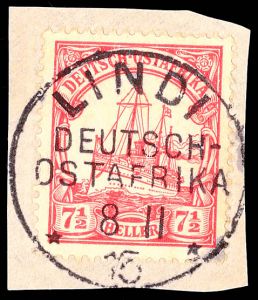 DEUTSCH-OSTAFRIKA
LINDI
DEUTSCH-
OSTAFRIKA
8 11
7½ 7½
HELLER